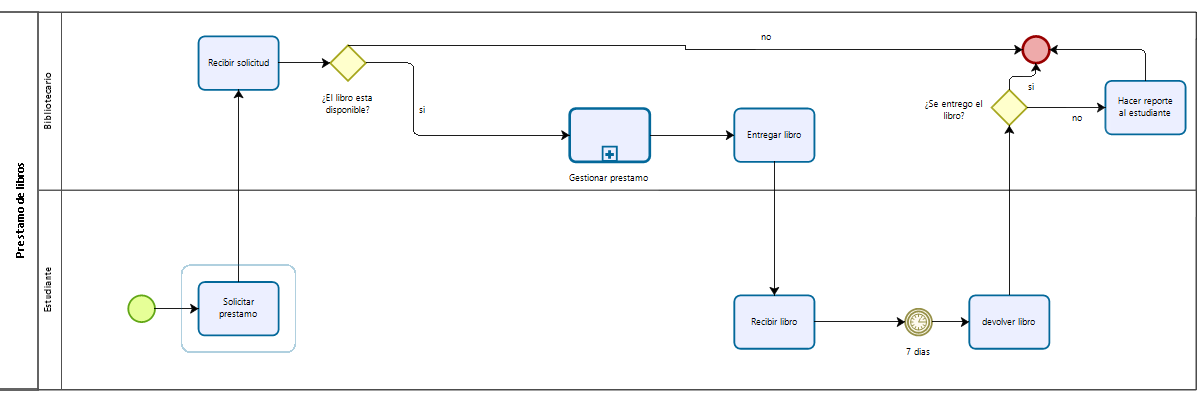 Prestamo de libros
Bibliotecario
Recibir solicitud
¿El libro esta
disponible?
no
si
Gestionar prestamo
Entregar libro
¿Se entrego el
libro?
si
no
Hacer reporte
al estudiante
Estudiante
Solicitar
prestamo
Recibir libro
7 dias
devolver libro